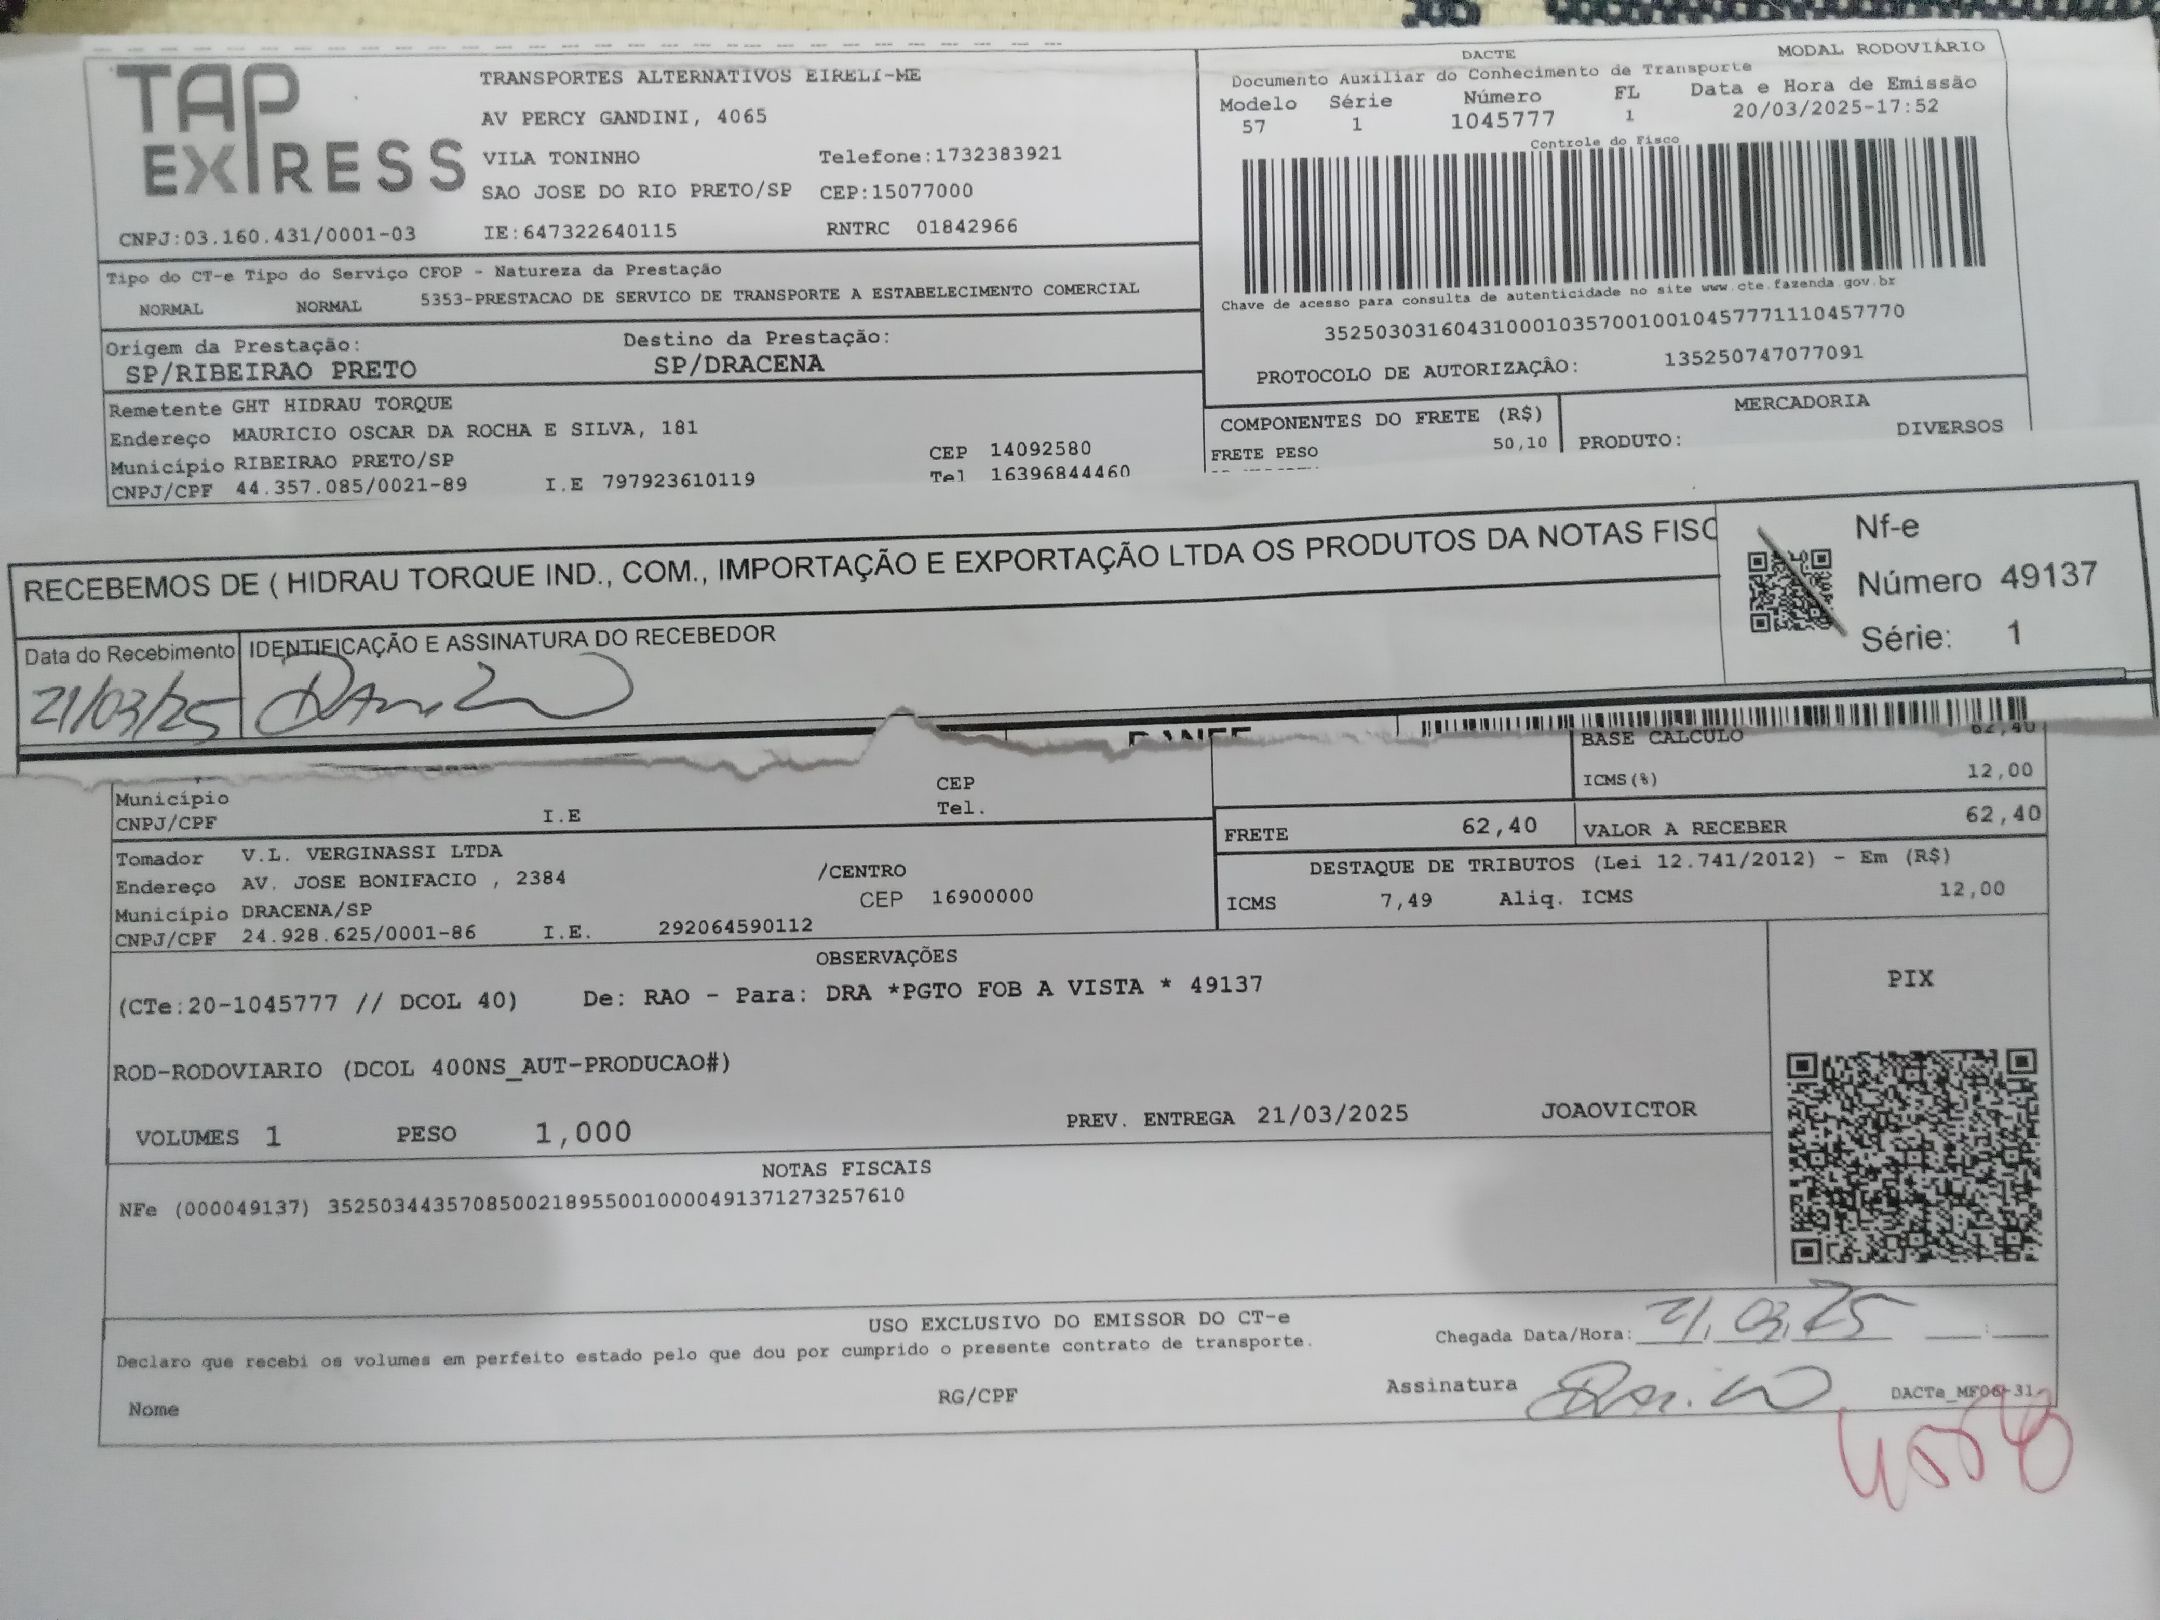 TAP EXPRESS
TRANSPORTES ALTERNATIVOS EIRELI-ME
AV PERCY GANDINI, 4065
VILA TONINHO Telefone:1732383921
SAO JOSE DO RIO PRETO/SP CEP:15077000
CNPJ:03.160.431/0001-03 IE:647322640115 RNTRC 01842966
DACTE MODAL RODOVIÁRIO
Documento Auxiliar do Conhecimento de Transporte
Modelo Série Número FL Data e Hora de Emissão
57 1 1045777 1 20/03/2025-17:52
Controle do Fisco
Chave de acesso para consulta de autenticidade no site www.cte.fazenda.gov.br
35250303160431000103570010010457771110457770
PROTOCOLO DE AUTORIZAÇÂO: 135250747077091
Tipo do CT-e Tipo do Serviço CFOP - Natureza da Prestação
NORMAL NORMAL 5353-PRESTACAO DE SERVICO DE TRANSPORTE A ESTABELECIMENTO COMERCIAL
Origem da Prestação: Destino da Prestação:
SP/RIBEIRAO PRETO SP/DRACENA
Remetente GHT HIDRAU TORQUE
Endereço MAURICIO OSCAR DA ROCHA E SILVA, 181
Município RIBEIRAO PRETO/SP CEP 14092580
CNPJ/CPF 44.357.085/0021-89 I.E 797923610119 Tel 16396844460
COMPONENTES DO FRETE (R$) MERCADORIA
FRETE PESO 50,10 PRODUTO: DIVERSOS
RECEBEMOS DE ( HIDRAU TORQUE IND., COM., IMPORTAÇÃO E EXPORTAÇÃO LTDA OS PRODUTOS DA NOTAS FISC
Nf-e
Número 49137
Série: 1
Data do Recebimento IDENTIFICAÇÃO E ASSINATURA DO RECEBEDOR
21/03/25
BASE CALCULO 62,40
ICMS(%) 12,00
Município CEP
CNPJ/CPF I.E Tel.
FRETE 62,40 VALOR A RECEBER 62,40
Tomador V.L. VERGINASSI LTDA
Endereço AV. JOSE BONIFACIO , 2384 /CENTRO
Município DRACENA/SP CEP 16900000
CNPJ/CPF 24.928.625/0001-86 I.E. 292064590112
DESTAQUE DE TRIBUTOS (Lei 12.741/2012) - Em (R$)
ICMS 7,49 Aliq. ICMS 12,00
OBSERVAÇÕES
(CTe:20-1045777 // DCOL 40) De: RAO - Para: DRA *PGTO FOB A VISTA * 49137
PIX
ROD-RODOVIARIO (DCOL 400NS_AUT-PRODUCAO#)
VOLUMES 1 PESO 1,000 PREV. ENTREGA 21/03/2025 JOAOVICTOR
NOTAS FISCAIS
NFe (000049137) 35250344357085002189550010000491371273257610
USO EXCLUSIVO DO EMISSOR DO CT-e
Declaro que recebi os volumes em perfeito estado pelo que dou por cumprido o presente contrato de transporte.
Chegada Data/Hora: 21.03.25
Nome RG/CPF Assinatura DACTe_MF06-31